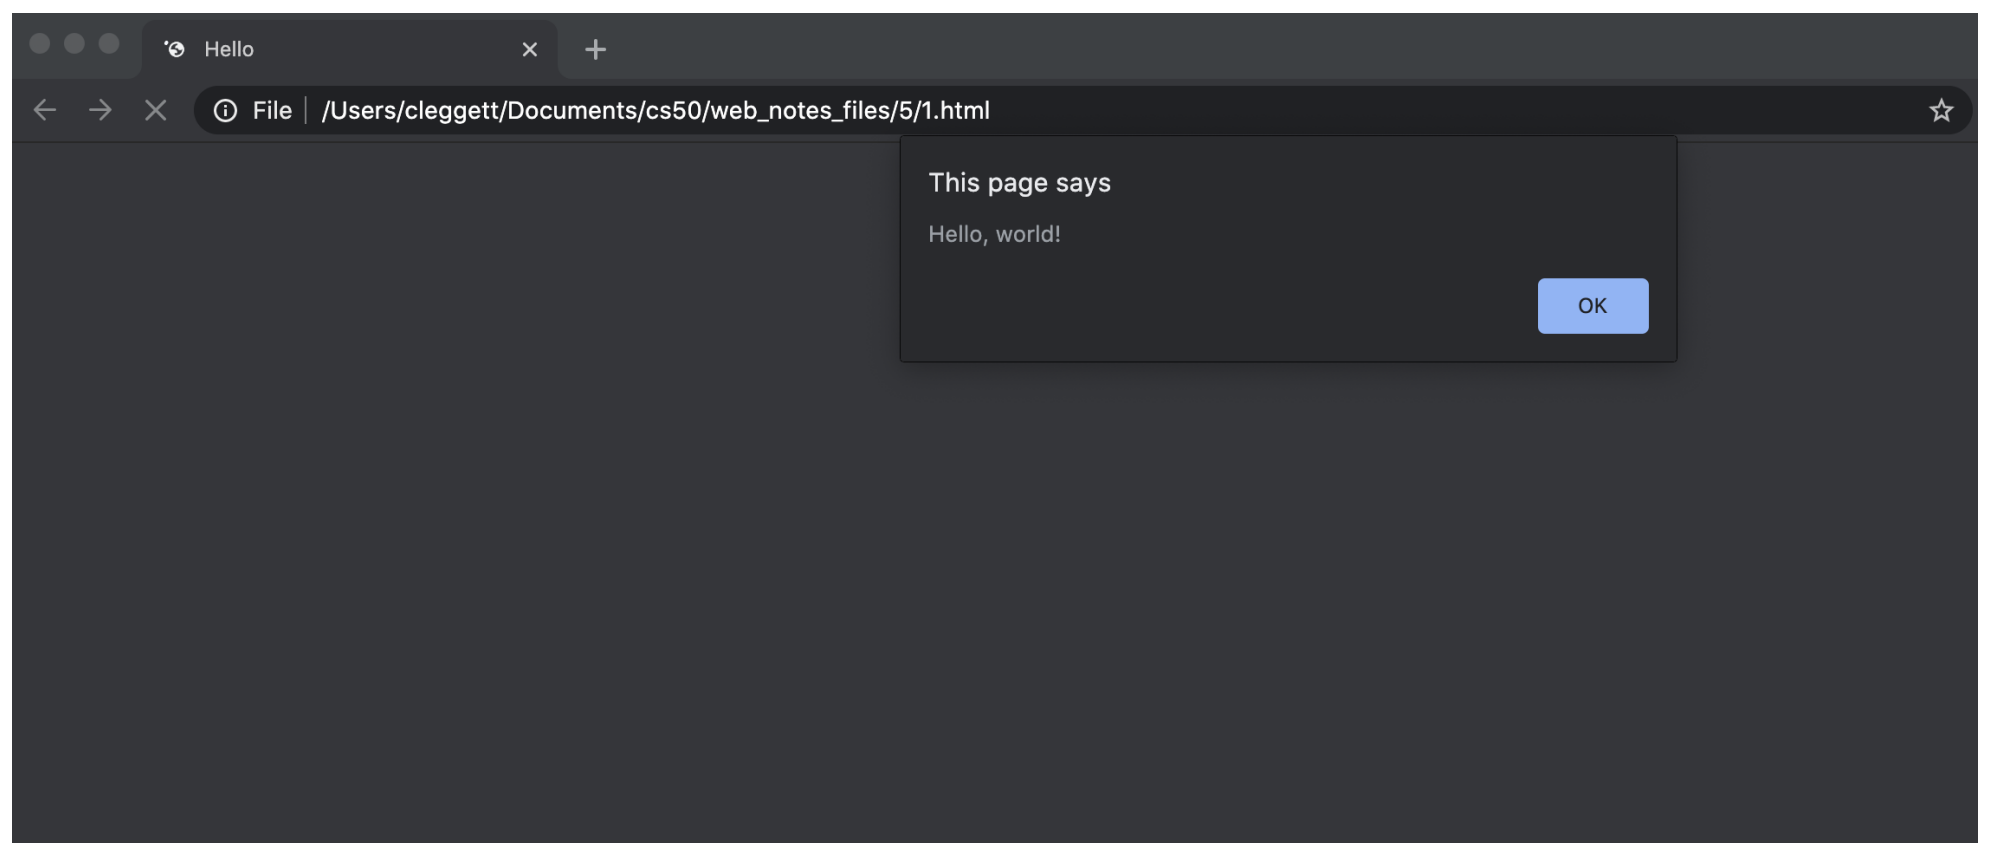 Hello
File /Users/cleggett/Documents/cs50/web_notes_files/5/1.html
This page says
Hello, world!
OK